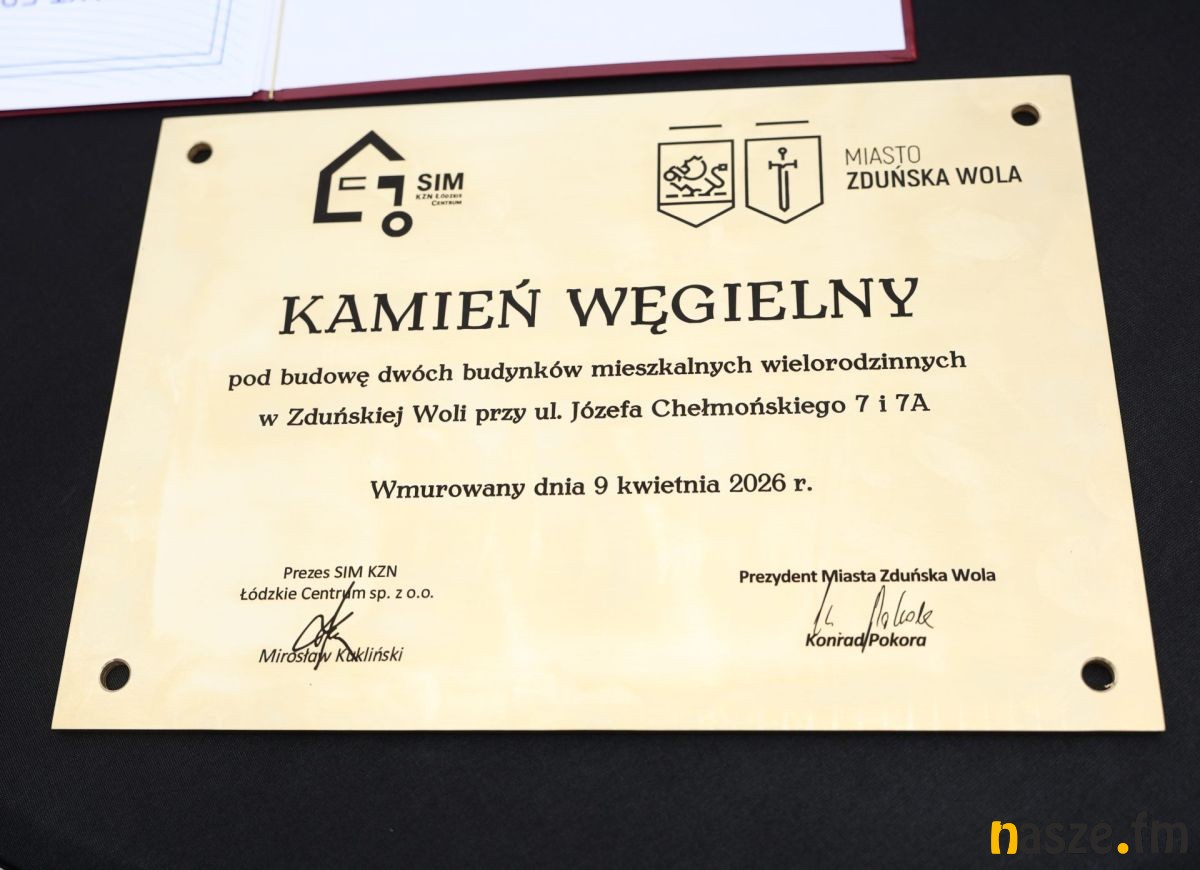 SIM
KZN ŁÓDZKIE
CENTRUM
MIASTO
ZDUŃSKA WOLA
KAMIEŃ WĘGIELNY
pod budowę dwóch budynków mieszkalnych wielorodzinnych
w Zduńskiej Woli przy ul. Józefa Chełmońskiego 7 i 7A
Wmurowany dnia 9 kwietnia 2026 r.
Prezes SIM KZN
Łódzkie Centrum sp. z o.o.
Mirosław Kukliński
Prezydent Miasta Zduńska Wola
Konrad Pokora
nasze.fm